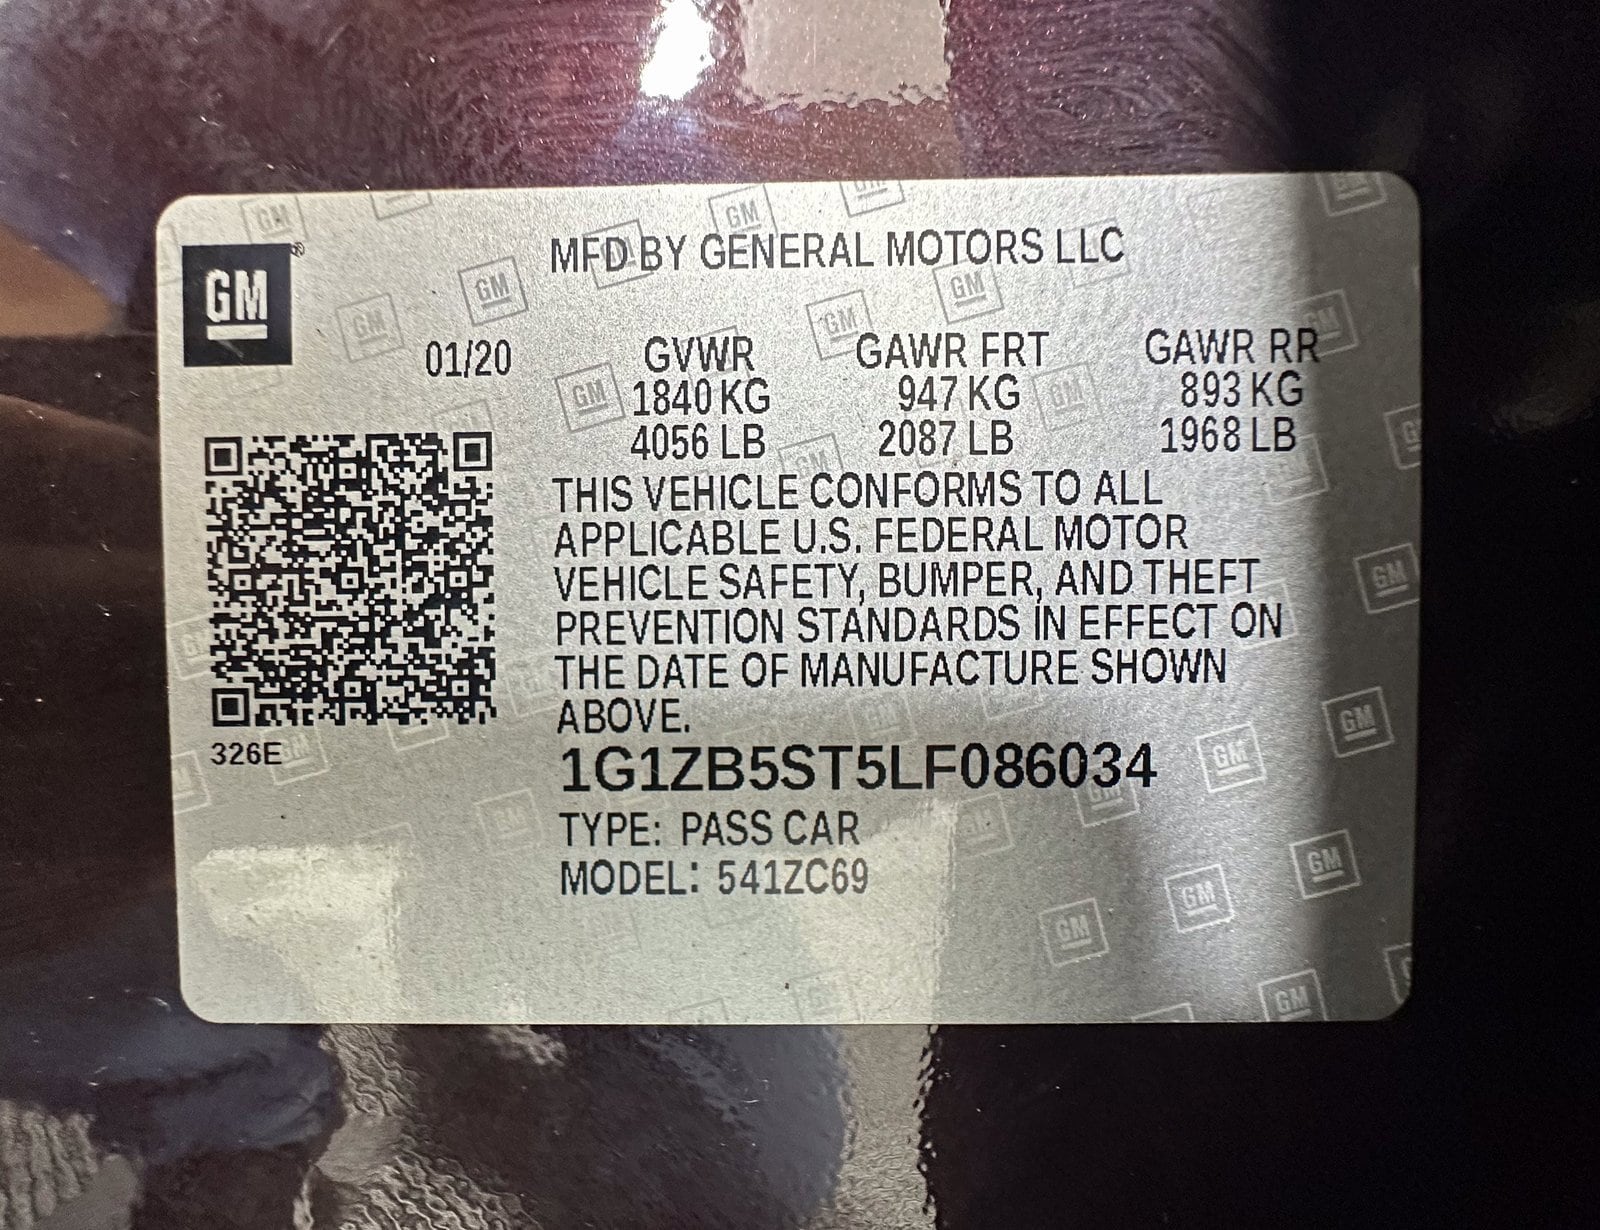 GM®
MFD BY GENERAL MOTORS LLC
01/20
GVWR GAWR FRT GAWR RR
1840 KG 947 KG 893 KG
4056 LB 2087 LB 1968 LB
THIS VEHICLE CONFORMS TO ALL
APPLICABLE U.S. FEDERAL MOTOR
VEHICLE SAFETY, BUMPER, AND THEFT
PREVENTION STANDARDS IN EFFECT ON
THE DATE OF MANUFACTURE SHOWN
ABOVE.
326E
1G1ZB5ST5LF086034
TYPE: PASS CAR
MODEL: 541ZC69